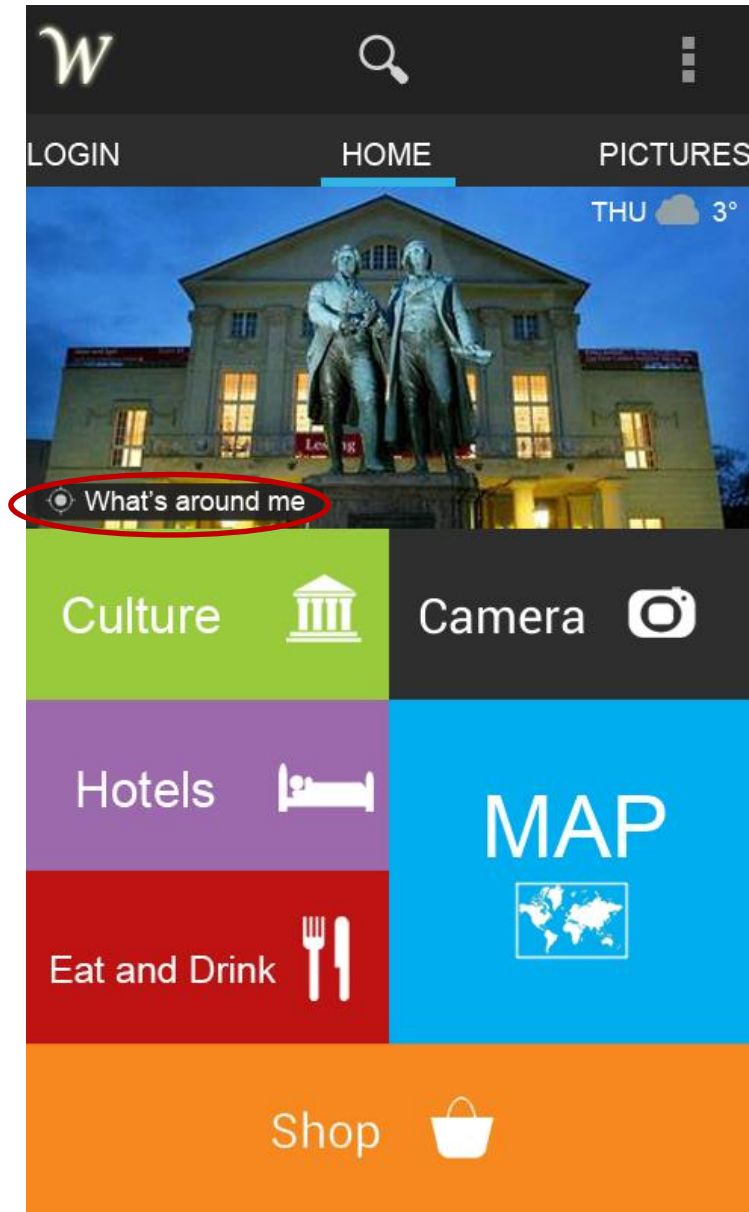 W
LOGIN HOME PICTURES
THU 3°
What's around me
Culture
Camera
Hotels
MAP
Eat and Drink
Shop